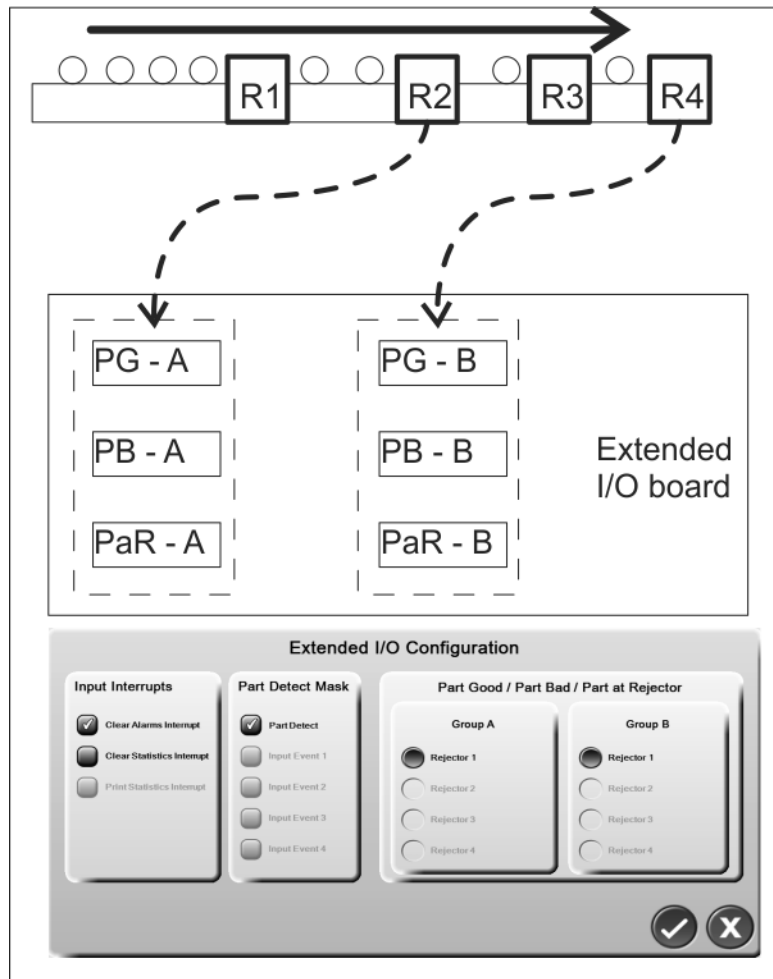 R1 R2 R3 R4
PG - A PG - B
PB - A PB - B
Extended
I/O board
PaR - A PaR - B
Extended I/O Configuration
Input Interrupts
Clear Alarms Interrupt
Clear Statistics Interrupt
Print Statistics Interrupt
Part Detect Mask
Part Detect
Input Event 1
Input Event 2
Input Event 3
Input Event 4
Part Good / Part Bad / Part at Rejector
Group A
Rejector 1
Rejector 2
Rejector 3
Rejector 4
Group B
Rejector 1
Rejector 2
Rejector 3
Rejector 4